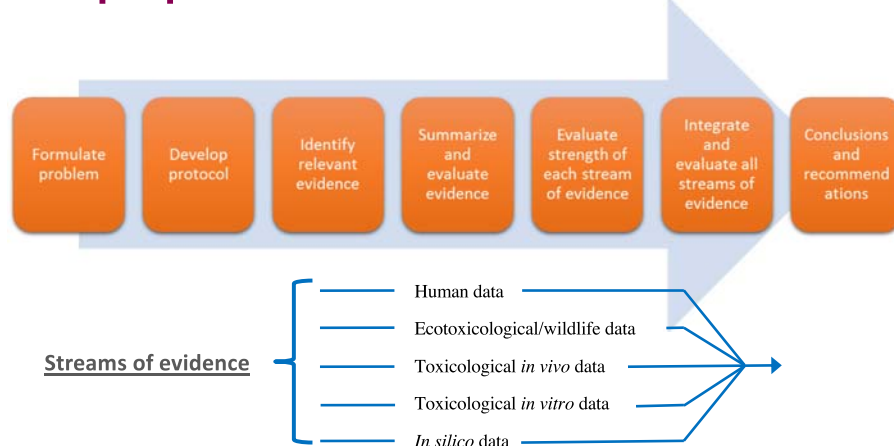 Formulate
problem
Develop
protocol
Identify
relevant
evidence
Summarize
and
evaluate
evidence
Evaluate
strength of
each stream
of evidence
Integrate
and
evaluate all
streams of
evidence
Conclusions
and
recommend
ations
Streams of evidence
Human data
Ecotoxicological/wildlife data
Toxicological in vivo data
Toxicological in vitro data
In silico data